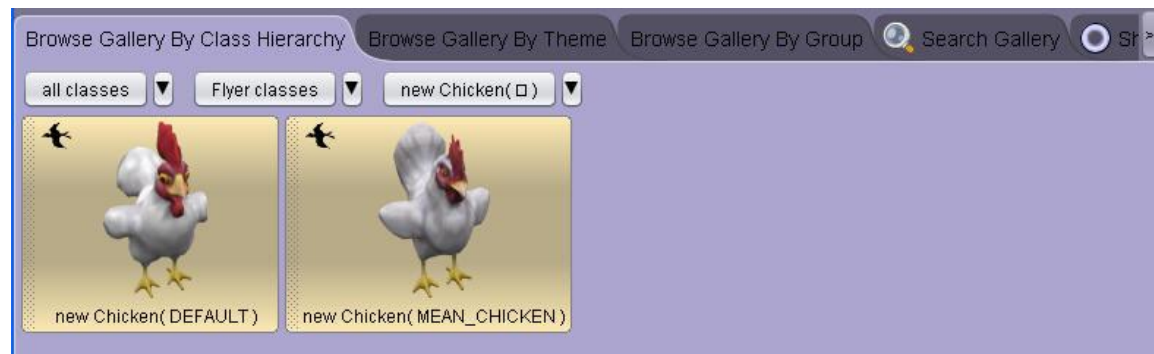 Browse Gallery By Class Hierarchy Browse Gallery By Theme Browse Gallery By Group Search Gallery
all classes Flyer classes new Chicken( □ )
new Chicken( DEFAULT ) new Chicken( MEAN_CHICKEN )